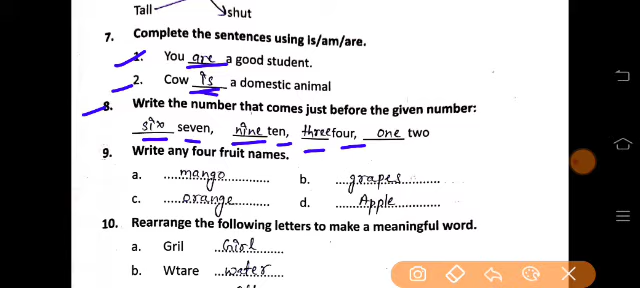 Tall shut
7. Complete the sentences using is/am/are.
1. You are a good student.
2. Cow is a domestic animal
8. Write the number that comes just before the given number:
six seven, nine ten, three four, one two
9. Write any four fruit names.
a. mango b. grapes
c. orange d. Apple
10. Rearrange the following letters to make a meaningful word.
a. Gril Girl
b. Wtare water